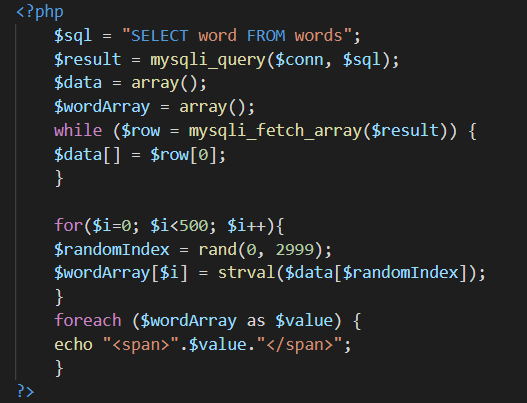 <?php
$sql = "SELECT word FROM words";
$result = mysqli_query($conn, $sql);
$data = array();
$wordArray = array();
while ($row = mysqli_fetch_array($result)) {
$data[] = $row[0];
}
for($i=0; $i<500; $i++){
$randomIndex = rand(0, 2999);
$wordArray[$i] = strval($data[$randomIndex]);
}
foreach ($wordArray as $value) {
echo "<span>".$value."</span>";
}
?>